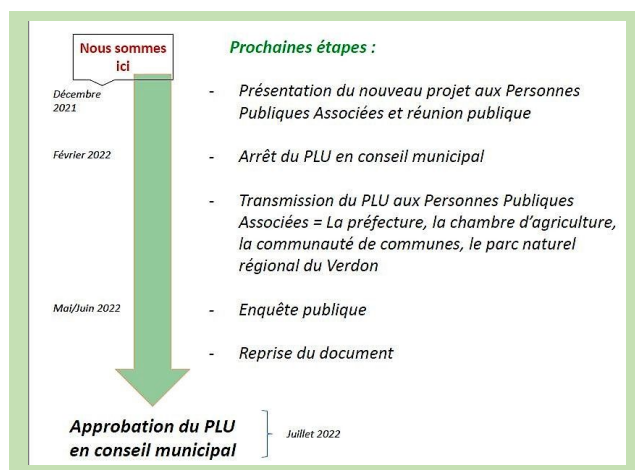 Nous sommes
ici
Prochaines étapes :
Décembre
2021
- Présentation du nouveau projet aux Personnes
Publiques Associées et réunion publique
Février 2022
- Arrêt du PLU en conseil municipal
- Transmission du PLU aux Personnes Publiques
Associées = La préfecture, la chambre d'agriculture,
la communauté de communes, le parc naturel
régional du Verdon
Mai/Juin 2022
- Enquête publique
- Reprise du document
Approbation du PLU
en conseil municipal
Juillet 2022